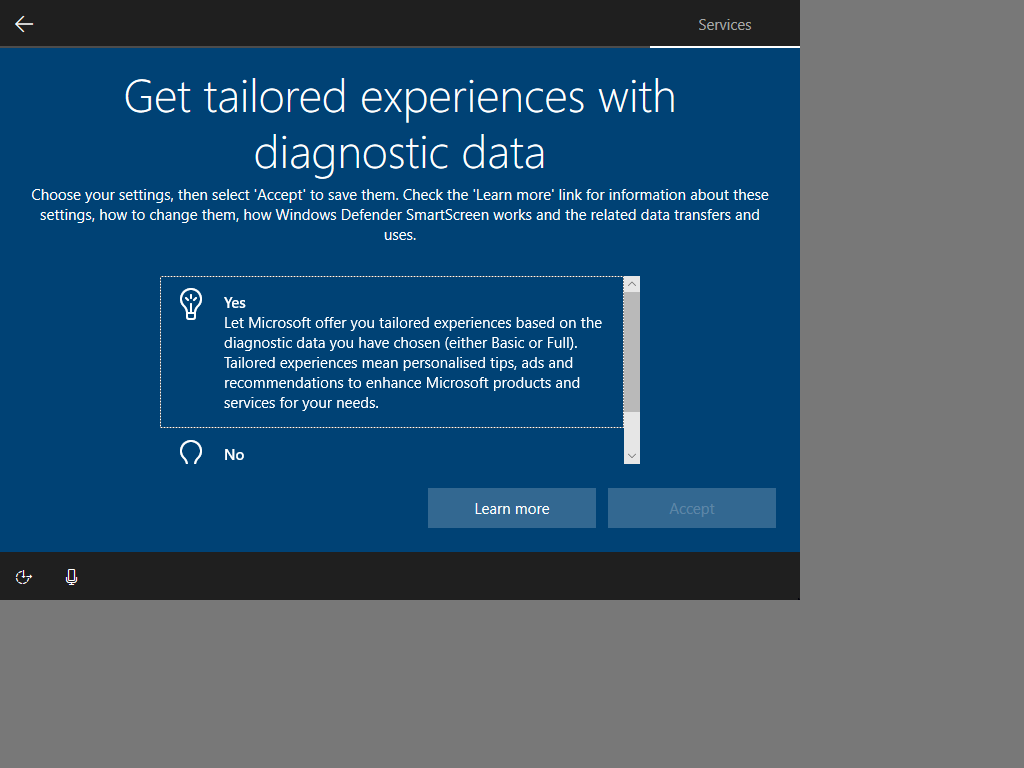 Services
Get tailored experiences with
diagnostic data
Choose your settings, then select 'Accept' to save them. Check the 'Learn more' link for information about these
settings, how to change them, how Windows Defender SmartScreen works and the related data transfers and
uses.
Yes
Let Microsoft offer you tailored experiences based on the
diagnostic data you have chosen (either Basic or Full).
Tailored experiences mean personalised tips, ads and
recommendations to enhance Microsoft products and
services for your needs.
No
Learn more
Accept